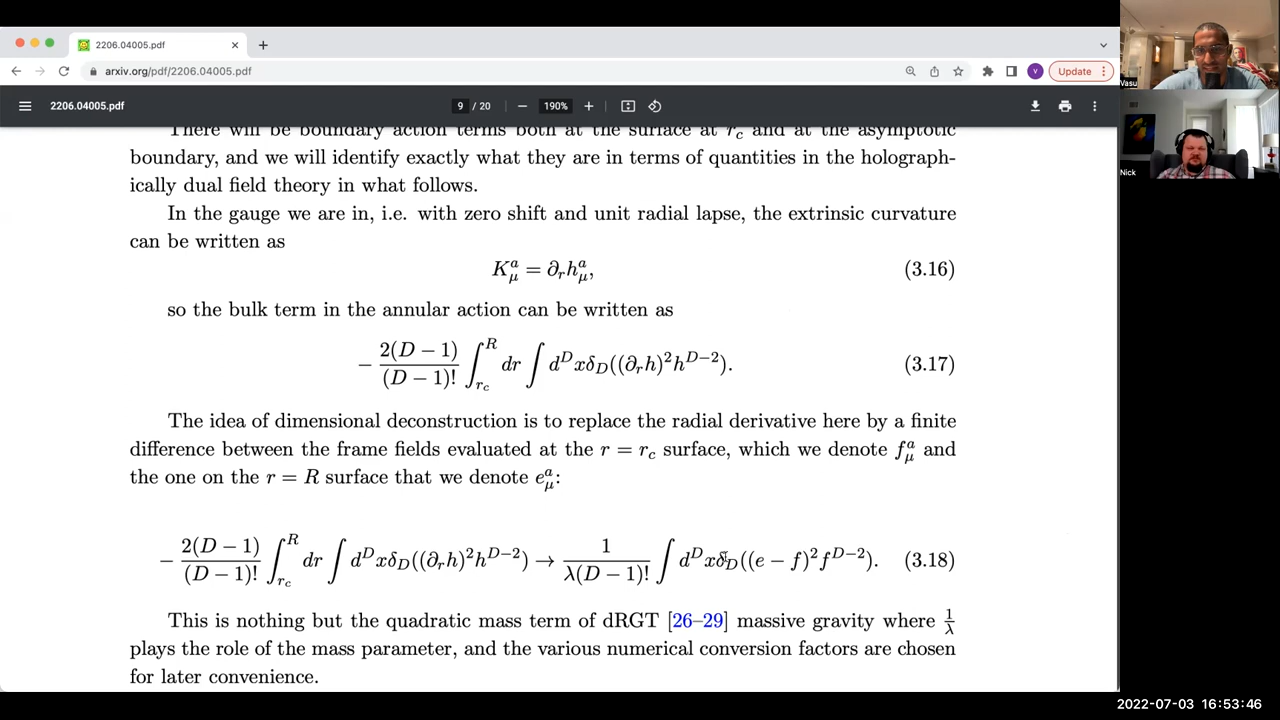 2206.04005.pdf
arxiv.org/pdf/2206.04005.pdf
V
Update
2206.04005.pdf
9 / 20
190%
There will be boundary action terms both at the surface at r_c and at the asymptotic
boundary, and we will identify exactly what they are in terms of quantities in the holograph-
ically dual field theory in what follows.
In the gauge we are in, i.e. with zero shift and unit radial lapse, the extrinsic curvature
can be written as
K^a_μ = ∂_r h^a_μ, (3.16)
so the bulk term in the annular action can be written as
− 2(D − 1)/(D − 1)! ∫_{r_c}^R dr ∫ d^D x δ_D((∂_r h)^2 h^{D−2}). (3.17)
The idea of dimensional deconstruction is to replace the radial derivative here by a finite
difference between the frame fields evaluated at the r = r_c surface, which we denote f^a_μ and
the one on the r = R surface that we denote e^a_μ:
− 2(D − 1)/(D − 1)! ∫_{r_c}^R dr ∫ d^D x δ_D((∂_r h)^2 h^{D−2}) → 1/λ(D − 1)! ∫ d^D x δ_D((e − f)^2 f^{D−2}). (3.18)
This is nothing but the quadratic mass term of dRGT [26–29] massive gravity where 1/λ
plays the role of the mass parameter, and the various numerical conversion factors are chosen
for later convenience.
Vasu
Nick
2022-07-03 16:53:46